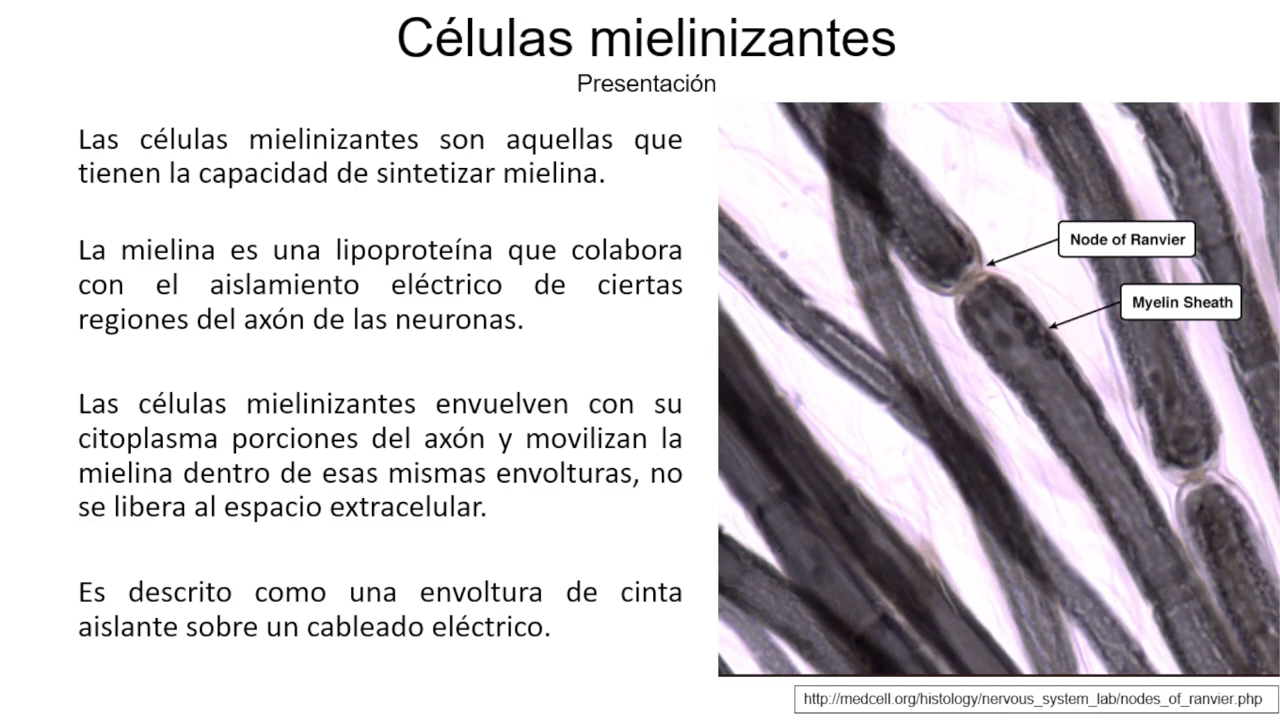 Células mielinizantes
Presentación
Las células mielinizantes son aquellas que
tienen la capacidad de sintetizar mielina.
La mielina es una lipoproteína que colabora
con el aislamiento eléctrico de ciertas
regiones del axón de las neuronas.
Las células mielinizantes envuelven con su
citoplasma porciones del axón y movilizan la
mielina dentro de esas mismas envolturas, no
se libera al espacio extracelular.
Es descrito como una envoltura de cinta
aislante sobre un cableado eléctrico.
Node of Ranvier
Myelin Sheath
http://medcell.org/histology/nervous_system_lab/nodes_of_ranvier.php